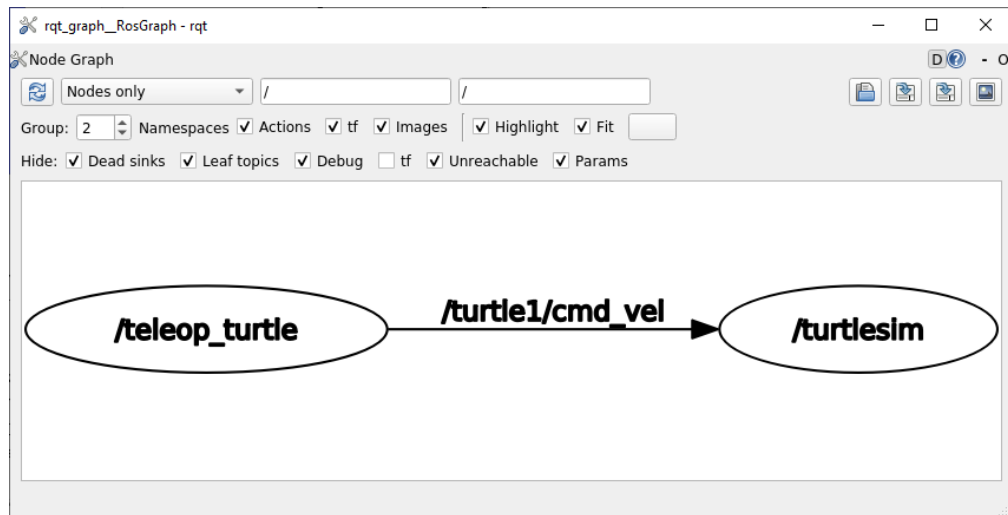 rqt_graph__RosGraph - rqt
Node Graph D ? - O
Nodes only / /
Group: 2 Namespaces Actions tf Images Highlight Fit
Hide: Dead sinks Leaf topics Debug tf Unreachable Params
/turtle1/cmd_vel
/teleop_turtle /turtlesim